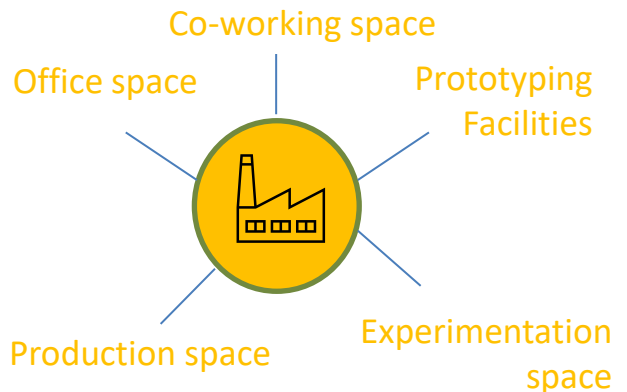 Co-working space
Office space
Prototyping
Facilities
Production space
Experimentation
space